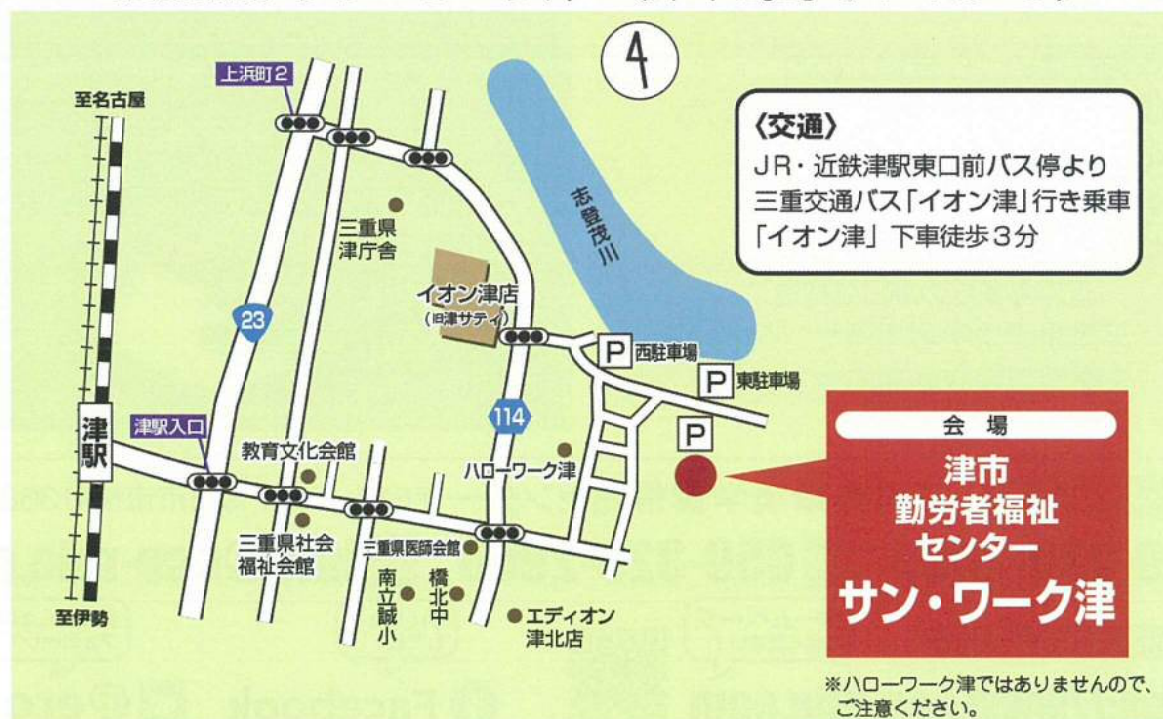 上浜町2
至名古屋
〈交通〉
JR・近鉄津駅東口前バス停より
三重交通バス「イオン津」行き乗車
「イオン津」下車徒歩3分
志登茂川
三重県
津庁舎
イオン津店
(旧津サティ)
23
P 西駐車場
P 東駐車場
P
114
津駅入口
津駅
教育文化会館
ハローワーク津
会場
津市
勤労者福祉
センター
サン・ワーク津
三重県社会
福祉会館
三重県医師会館
南立誠小
橋北中
エディオン
津北店
至伊勢
※ハローワーク津ではありませんので、
ご注意ください。